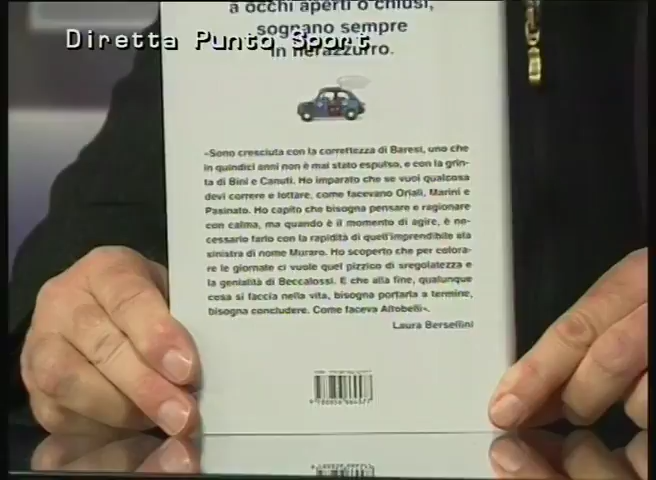 a occhi aperti o chiusi,
Diretta Punto Sport
sognano sempre
in nerazzurro.
«Sono cresciuta con la correttezza di Baresi, uno che
in quindici anni non è mai stato espulso, e con la grin-
ta di Bini e Canuti. Ho imparato che se vuoi qualcosa
devi correre e lottare, come facevano Oriali, Marini e
Pasinato. Ho capito che bisogna pensare e ragionare
con calma, ma quando è il momento di agire, è ne-
cessario farlo con la rapidità di quell'imprendibile ala
sinistra di nome Muraro. Ho scoperto che per colora-
re le giornate ci vuole quel pizzico di sregolatezza e
la genialità di Beccalossi. E che alla fine, qualunque
cosa si faccia nella vita, bisogna portarla a termine,
bisogna concludere. Come faceva Altobelli».
Laura Bersellini